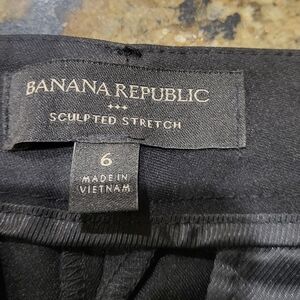 BANANA REPUBLIC
SCULPTED STRETCH
6
MADE IN
VIETNAM